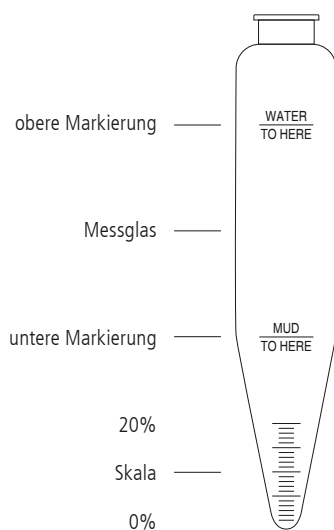 obere Markierung
WATER
TO HERE
Messglas
untere Markierung
MUD
TO HERE
20%
Skala
0%